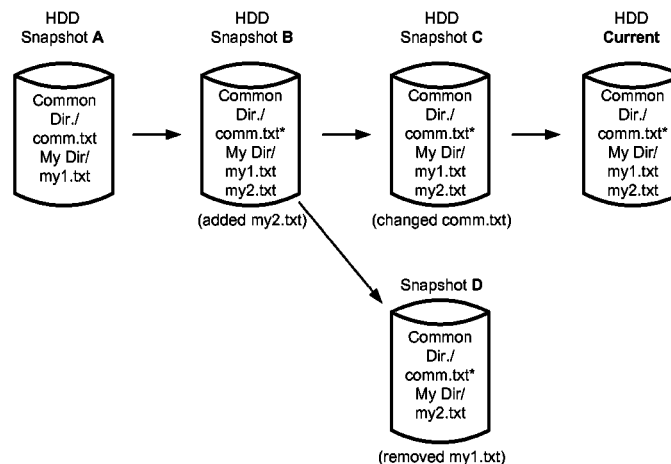 HDD
Snapshot A
Common
Dir./
comm.txt
My Dir/
my1.txt
HDD
Snapshot B
Common
Dir./
comm.txt*
My Dir/
my1.txt
my2.txt
(added my2.txt)
HDD
Snapshot C
Common
Dir./
comm.txt*
My Dir/
my1.txt
my2.txt
(changed comm.txt)
HDD
Current
Common
Dir./
comm.txt*
My Dir/
my1.txt
my2.txt
Snapshot D
Common
Dir./
comm.txt*
My Dir/
my2.txt
(removed my1.txt)